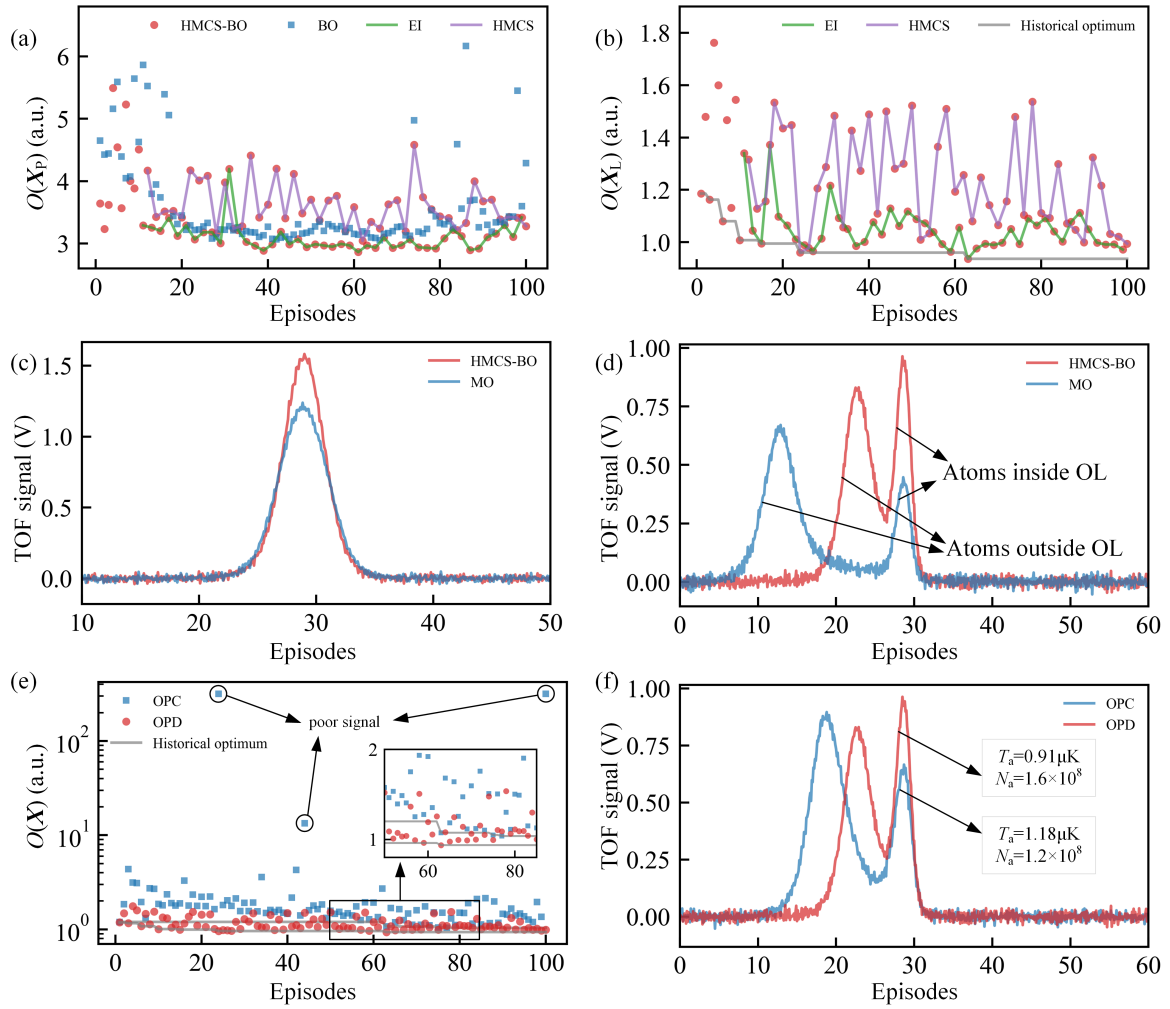 (a)
HMCS-BO
BO
EI
HMCS
6
5
4
3
O(X_P) (a.u.)
0
20
40
60
80
100
Episodes
(b)
EI
HMCS
Historical optimum
1.8
1.6
1.4
1.2
1.0
O(X_L) (a.u.)
0
20
40
60
80
100
Episodes
(c)
HMCS-BO
MO
1.5
1.0
0.5
0.0
TOF signal (V)
10
20
30
40
50
Episodes
(d)
HMCS-BO
MO
1.00
0.75
0.50
0.25
0.00
TOF signal (V)
Atoms inside OL
Atoms outside OL
0
10
20
30
40
50
60
Episodes
(e)
OPC
OPD
Historical optimum
poor signal
10²
10¹
10⁰
O(X) (a.u.)
2
1
60
80
0
20
40
60
80
100
Episodes
(f)
OPC
OPD
1.00
0.75
0.50
0.25
0.00
TOF signal (V)
Tₐ=0.91μK
Nₐ=1.6×10⁸
Tₐ=1.18μK
Nₐ=1.2×10⁸
0
10
20
30
40
50
60
Episodes